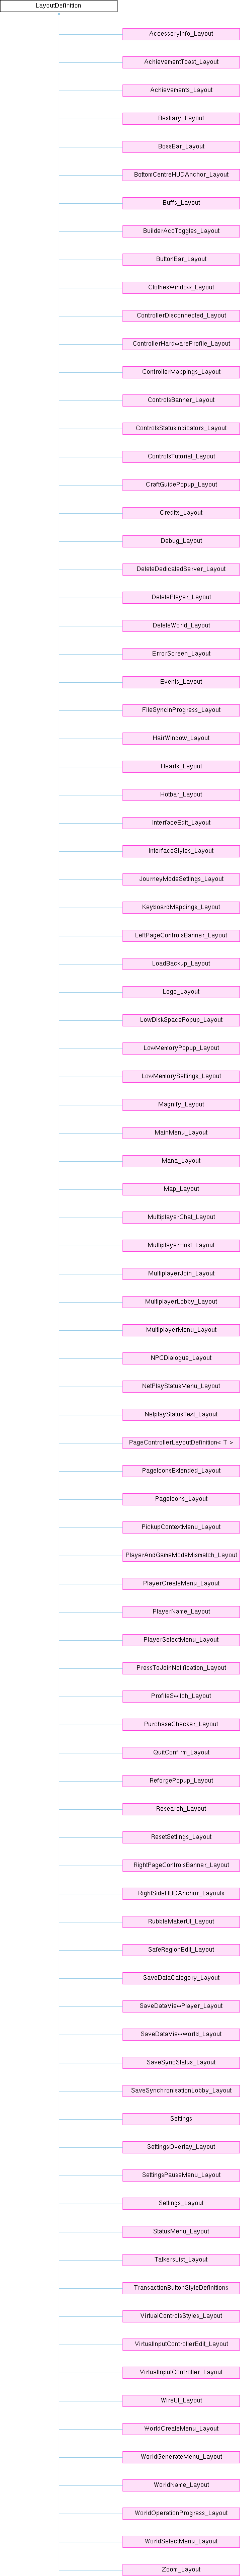 LayoutDefinition
AccessoryInfo_Layout
AchievementToast_Layout
Achievements_Layout
Bestiary_Layout
BossBar_Layout
BottomCentreHUDAnchor_Layout
Buffs_Layout
BuilderAccToggles_Layout
ButtonBar_Layout
ClothesWindow_Layout
ControllerDisconnected_Layout
ControllerHardwareProfile_Layout
ControllerMappings_Layout
ControlsBanner_Layout
ControlsStatusIndicators_Layout
ControlsTutorial_Layout
CraftGuidePopup_Layout
Credits_Layout
Debug_Layout
DeleteDedicatedServer_Layout
DeletePlayer_Layout
DeleteWorld_Layout
ErrorScreen_Layout
Events_Layout
FileSyncInProgress_Layout
HairWindow_Layout
Hearts_Layout
Hotbar_Layout
InterfaceEdit_Layout
InterfaceStyles_Layout
JourneyModeSettings_Layout
KeyboardMappings_Layout
LeftPageControlsBanner_Layout
LoadBackup_Layout
Logo_Layout
LowDiskSpacePopup_Layout
LowMemoryPopup_Layout
LowMemorySettings_Layout
Magnify_Layout
MainMenu_Layout
Mana_Layout
Map_Layout
MultiplayerChat_Layout
MultiplayerHost_Layout
MultiplayerJoin_Layout
MultiplayerLobby_Layout
MultiplayerMenu_Layout
NPCDialogue_Layout
NetPlayStatusMenu_Layout
NetplayStatusText_Layout
PageControllerLayoutDefinition< T >
PageIconsExtended_Layout
PageIcons_Layout
PickupContextMenu_Layout
PlayerAndGameModeMismatch_Layout
PlayerCreateMenu_Layout
PlayerName_Layout
PlayerSelectMenu_Layout
PressToJoinNotification_Layout
ProfileSwitch_Layout
PurchaseChecker_Layout
QuitConfirm_Layout
ReforgePopup_Layout
Research_Layout
ResetSettings_Layout
RightPageControlsBanner_Layout
RightSideHUDAnchor_Layouts
RubbleMakerUI_Layout
SafeRegionEdit_Layout
SaveDataCategory_Layout
SaveDataViewPlayer_Layout
SaveDataViewWorld_Layout
SaveSyncStatus_Layout
SaveSynchronisationLobby_Layout
Settings
SettingsOverlay_Layout
SettingsPauseMenu_Layout
Settings_Layout
StatusMenu_Layout
TalkersList_Layout
TransactionButtonStyleDefinitions
VirtualControlsStyles_Layout
VirtualInputControllerEdit_Layout
VirtualInputController_Layout
WireUI_Layout
WorldCreateMenu_Layout
WorldGenerateMenu_Layout
WorldName_Layout
WorldOperationProgress_Layout
WorldSelectMenu_Layout
Zoom_Layout